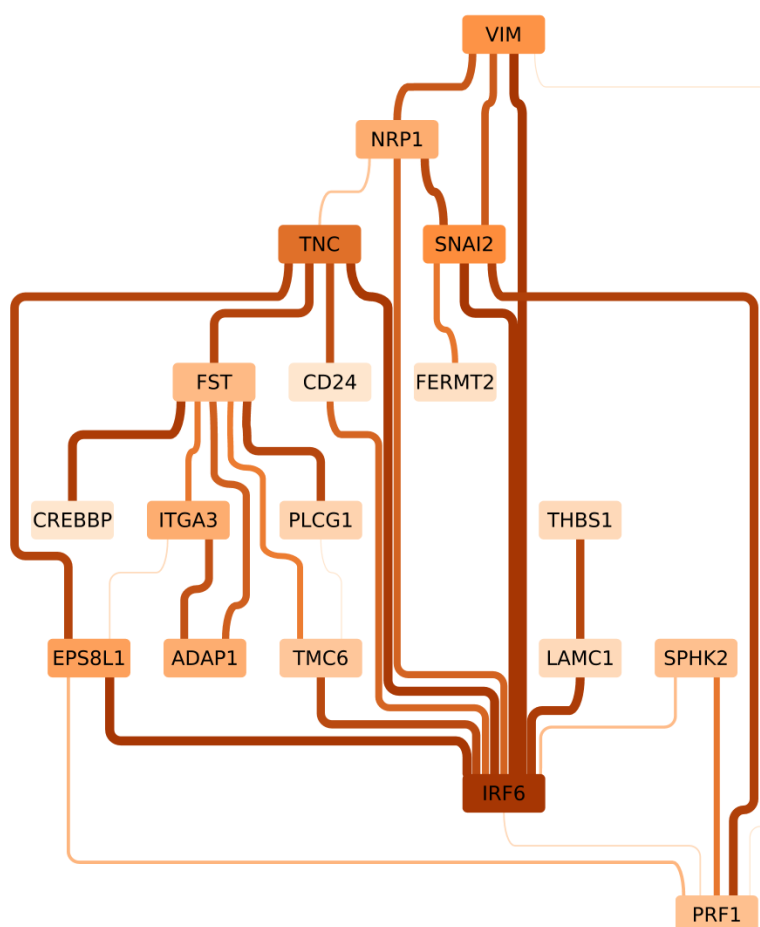 VIM
NRP1
TNC
SNAI2
FST
CD24
FERMT2
CREBBP
ITGA3
PLCG1
THBS1
EPS8L1
ADAP1
TMC6
LAMC1
SPHK2
IRF6
PRF1